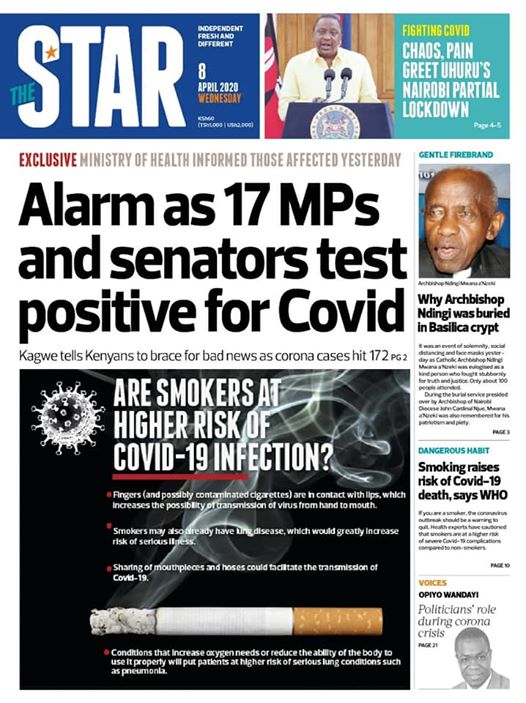 THE STAR
INDEPENDENT
FRESH AND
DIFFERENT
8
APRIL 2020
WEDNESDAY
KSh60
(TSh1,000 | USh2,000)
FIGHTING COVID
CHAOS, PAIN
GREET UHURU'S
NAIROBI PARTIAL
LOCKDOWN
Page 4-5
EXCLUSIVE MINISTRY OF HEALTH INFORMED THOSE AFFECTED YESTERDAY
Alarm as 17 MPs
and senators test
positive for Covid
Kagwe tells Kenyans to brace for bad news as corona cases hit 172 PG 2
ARE SMOKERS AT
HIGHER RISK OF
COVID-19 INFECTION?
Fingers (and possibly contaminated cigarettes) are in contact with lips, which
increases the possibility of transmission of virus from hand to mouth.
Smokers may also already have lung disease, which would greatly increase
risk of serious illness.
Sharing of mouthpieces and hoses could facilitate the transmission of
Covid-19.
Conditions that increase oxygen needs or reduce the ability of the body to
use it properly will put patients at higher risk of serious lung conditions such
as pneumonia.
GENTLE FIREBRAND
Archbishop Ndingi Mwana a'Nzeki
Why Archbishop
Ndingi was buried
in Basilica crypt
It was an event of solemnity, social
distancing and face masks yester-
day as Catholic Archbishop Ndingi
Mwana a'Nzeki was eulogised as a
kind person who fought stubbornly
for truth and justice. Only about 100
people attended.
During the burial service presided
over by Archbishop of Nairobi
Diocese John Cardinal Njue, Mwana
a'Nzeki was also remembered for his
patriotism and piety.
PAGE 3
DANGEROUS HABIT
Smoking raises
risk of Covid-19
death, says WHO
If you are a smoker, the coronavirus
outbreak should be a warning to
quit. Health experts have cautioned
that smokers are at a higher risk
of severe Covid-19 complications
compared to non-smokers.
PAGE 10
VOICES
OPIYO WANDAYI
Politicians' role
during corona
crisis
PAGE 21